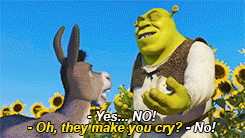 - Yes... NO!
- Oh, they make you cry? - No!